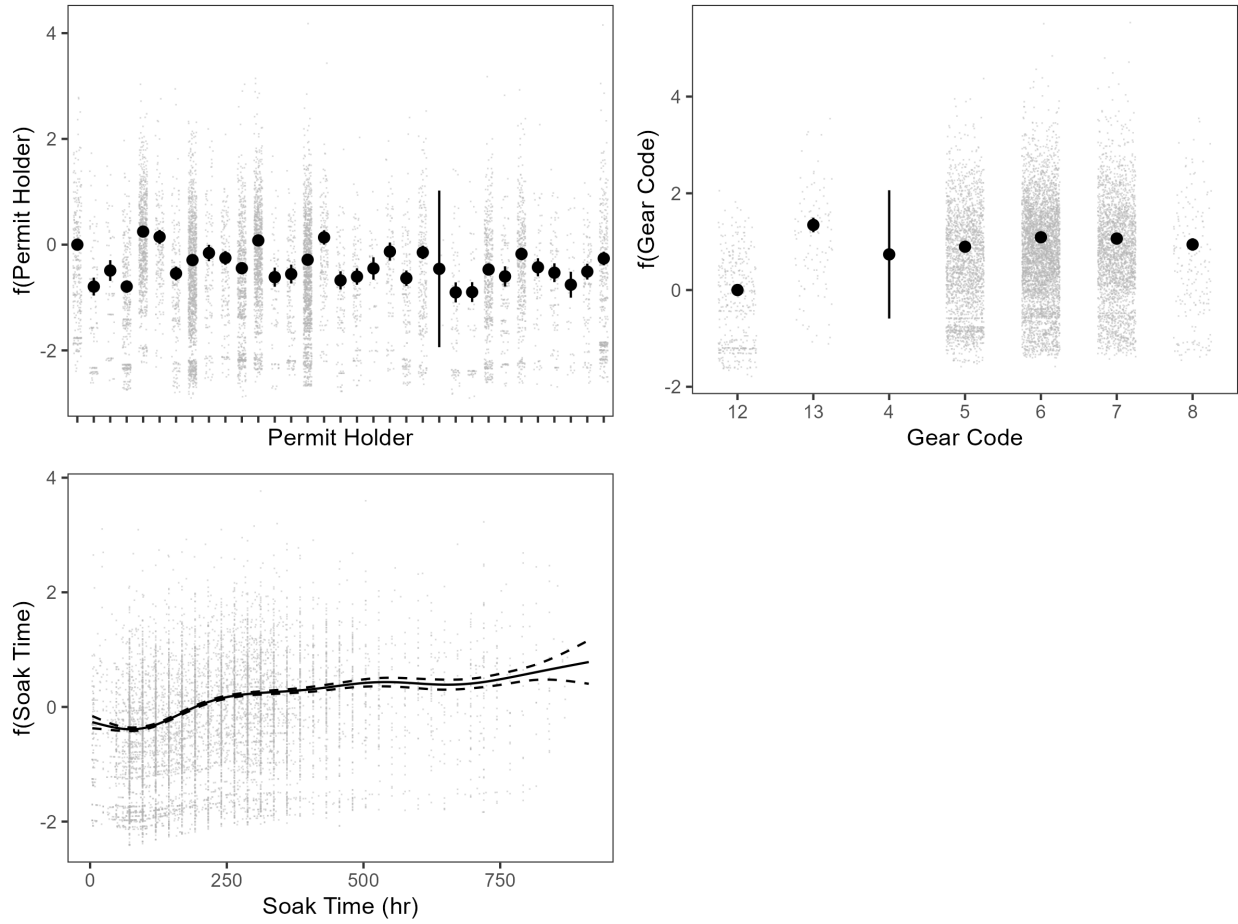 f(Permit Holder)
4
2
0
-2
Permit Holder
f(Gear Code)
4
2
0
-2
12 13 4 5 6 7 8
Gear Code
f(Soak Time)
4
2
0
-2
0 250 500 750
Soak Time (hr)